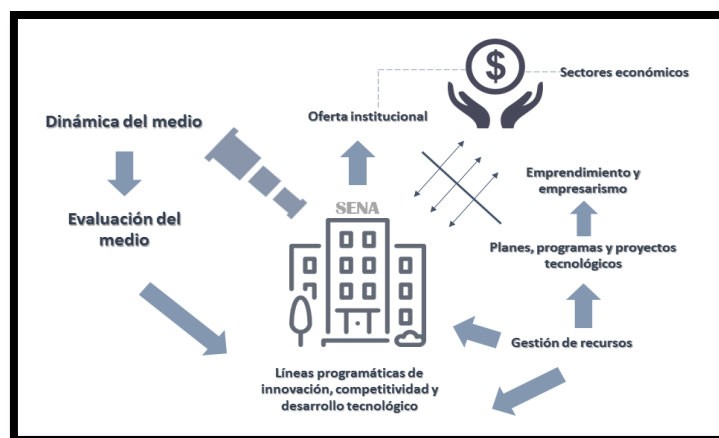 $
Sectores económicos
Oferta institucional
Dinámica del medio
Evaluación del
medio
SENA
Emprendimiento y
empresarismo
Planes, programas y proyectos
tecnológicos
Gestión de recursos
Líneas programáticas de
innovación, competitividad y
desarrollo tecnológico